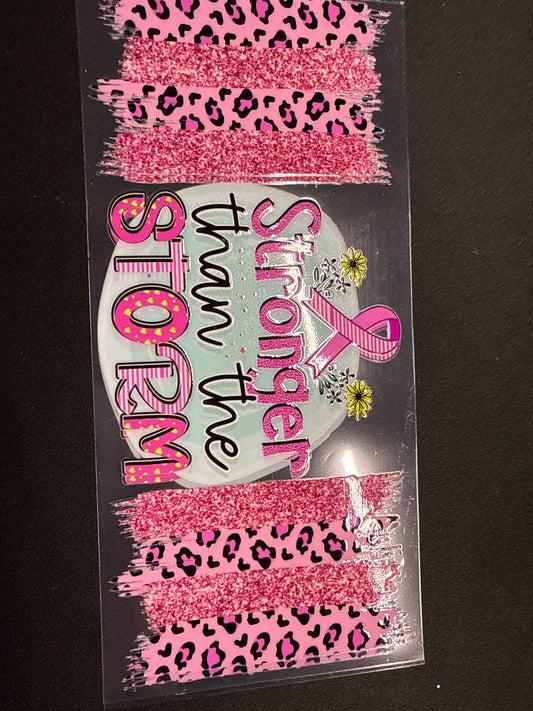 Stronger
than the
STORM